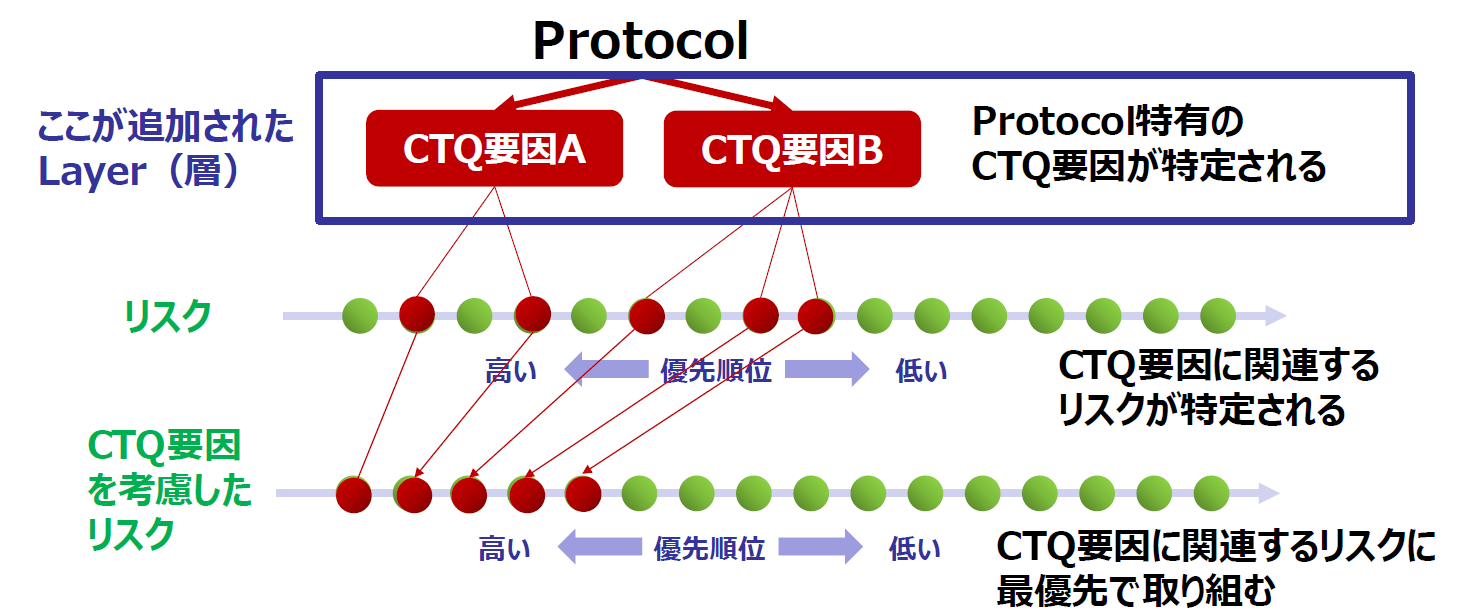 Protocol
ここが追加された
Layer（層）
CTQ要因A
CTQ要因B
Protocol特有の
CTQ要因が特定される
リスク
高い
優先順位
低い
CTQ要因に関連する
リスクが特定される
CTQ要因
を考慮した
リスク
高い
優先順位
低い
CTQ要因に関連するリスクに
最優先で取り組む